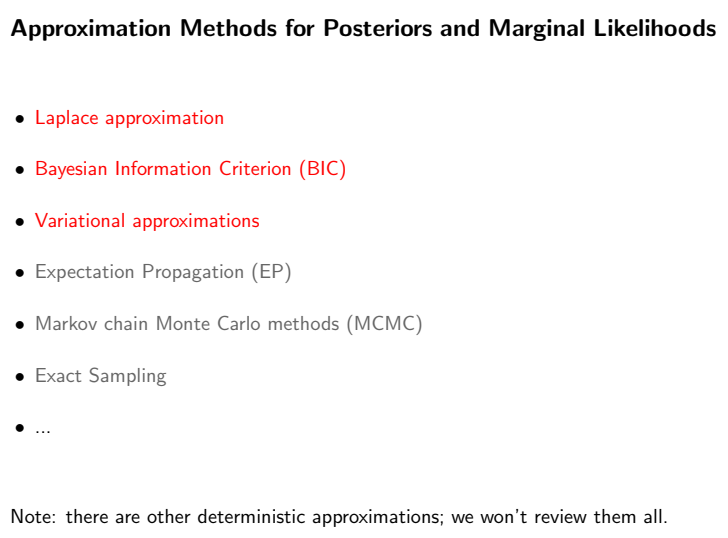 Approximation Methods for Posteriors and Marginal Likelihoods
• Laplace approximation
• Bayesian Information Criterion (BIC)
• Variational approximations
• Expectation Propagation (EP)
• Markov chain Monte Carlo methods (MCMC)
• Exact Sampling
• ...
Note: there are other deterministic approximations; we won't review them all.